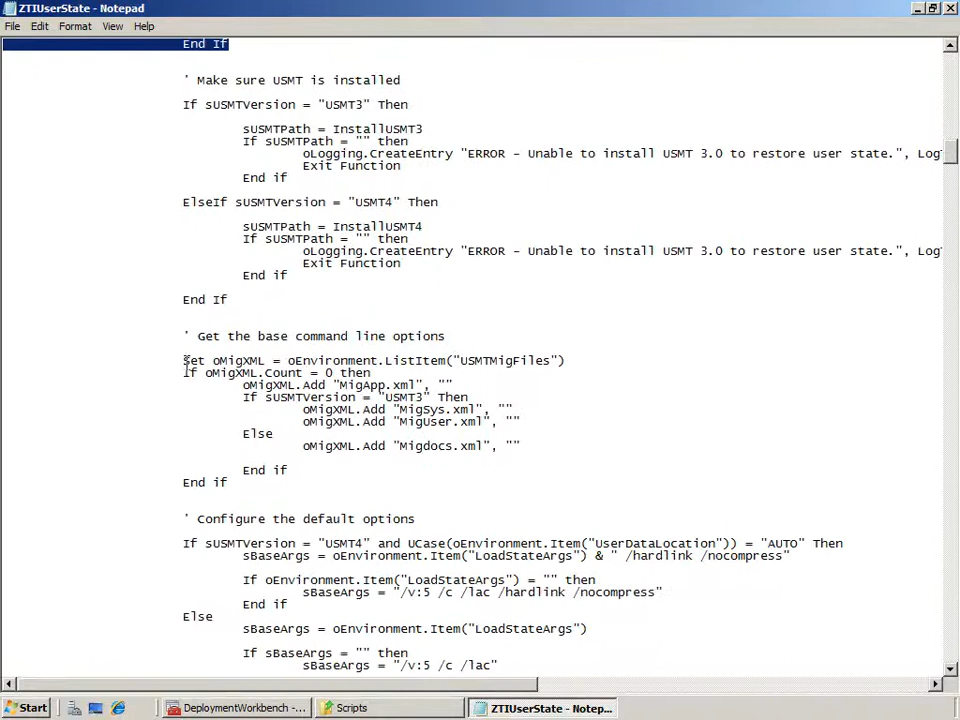 ZTIUserState - Notepad
File Edit Format View Help
End If
' Make sure USMT is installed
If sUSMTVersion = "USMT3" Then
sUSMTPath = InstallUSMT3
If sUSMTPath = "" then
oLogging.CreateEntry "ERROR - Unable to install USMT 3.0 to restore user state.", Log
Exit Function
End if
ElseIf sUSMTVersion = "USMT4" Then
sUSMTPath = InstallUSMT4
If sUSMTPath = "" then
oLogging.CreateEntry "ERROR - Unable to install USMT 3.0 to restore user state.", Log
Exit Function
End if
End If
' Get the base command line options
Set oMigXML = oEnvironment.ListItem("USMTMigFiles")
If oMigXML.Count = 0 then
oMigXML.Add "MigApp.xml", ""
If sUSMTVersion = "USMT3" Then
oMigXML.Add "MigSys.xml", ""
oMigXML.Add "MigUser.xml", ""
Else
oMigXML.Add "Migdocs.xml", ""
End if
End if
' Configure the default options
If sUSMTVersion = "USMT4" and UCase(oEnvironment.Item("UserDataLocation")) = "AUTO" Then
sBaseArgs = oEnvironment.Item("LoadStateArgs") & " /hardlink /nocompress"
If oEnvironment.Item("LoadStateArgs") = "" then
sBaseArgs = "/v:5 /c /lac /hardlink /nocompress"
End if
Else
sBaseArgs = oEnvironment.Item("LoadStateArgs")
If sBaseArgs = "" then
sBaseArgs = "/v:5 /c /lac"
Start DeploymentWorkbench - ... Scripts ZTIUserState - Notepa...